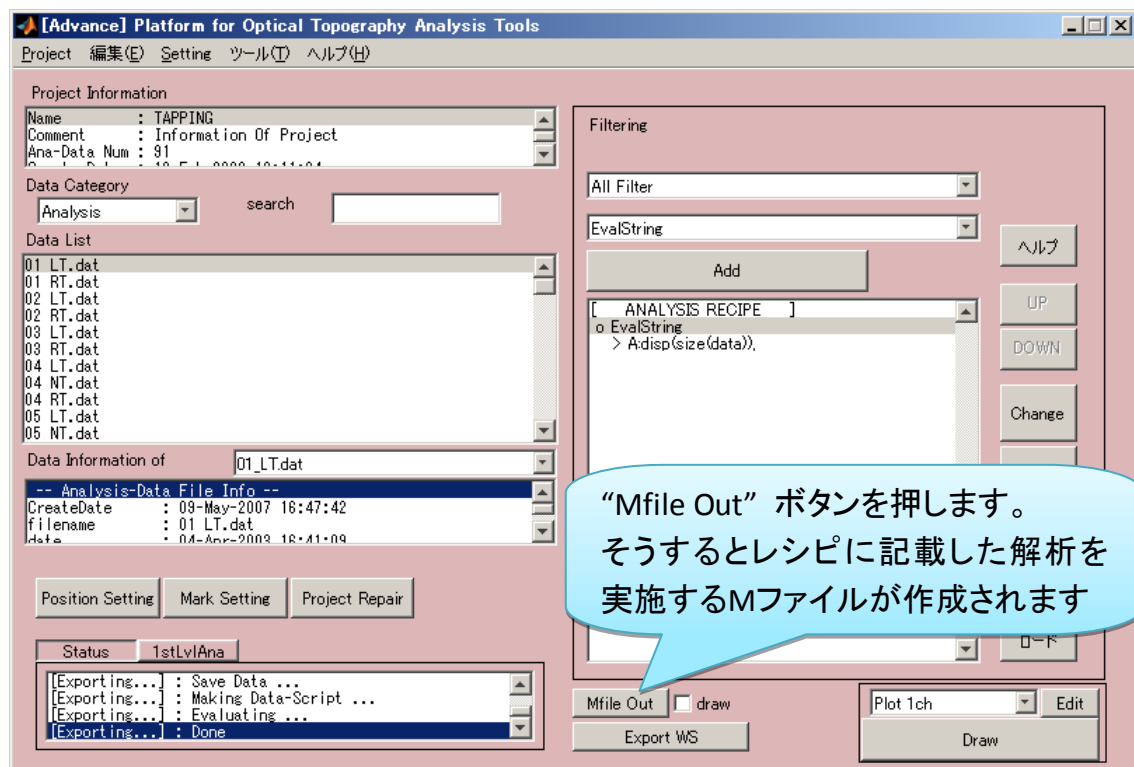 [Advance] Platform for Optical Topography Analysis Tools
Project 編集(E) Setting ツール(T) ヘルプ(H)
Project Information
Name : TAPPING
Comment : Information Of Project
Ana-Data Num : 91
Data Category
Analysis
search
Data List
01 LT.dat
01 RT.dat
02 LT.dat
02 RT.dat
03 LT.dat
03 RT.dat
04 LT.dat
04 NT.dat
04 RT.dat
05 LT.dat
05 NT.dat
Data Information of
01_LT.dat
-- Analysis-Data File Info --
CreateDate : 09-May-2007 16:47:42
filename : 01 LT.dat
date : 04-Apr-2003 16:41:09
Position Setting
Mark Setting
Project Repair
Status
1stLvlAna
[Exporting...] : Save Data ...
[Exporting...] : Making Data-Script ...
[Exporting...] : Evaluating ...
[Exporting...] : Done
Filtering
All Filter
EvalString
Add
[ ANALYSIS RECIPE ]
o EvalString
> A:disp(size(data)),
ヘルプ
UP
DOWN
Change
“Mfile Out” ボタンを押します。
そうするとレシピに記載した解析を
実施するMファイルが作成されます
ロード
Mfile Out
draw
Export WS
Plot 1ch
Edit
Draw